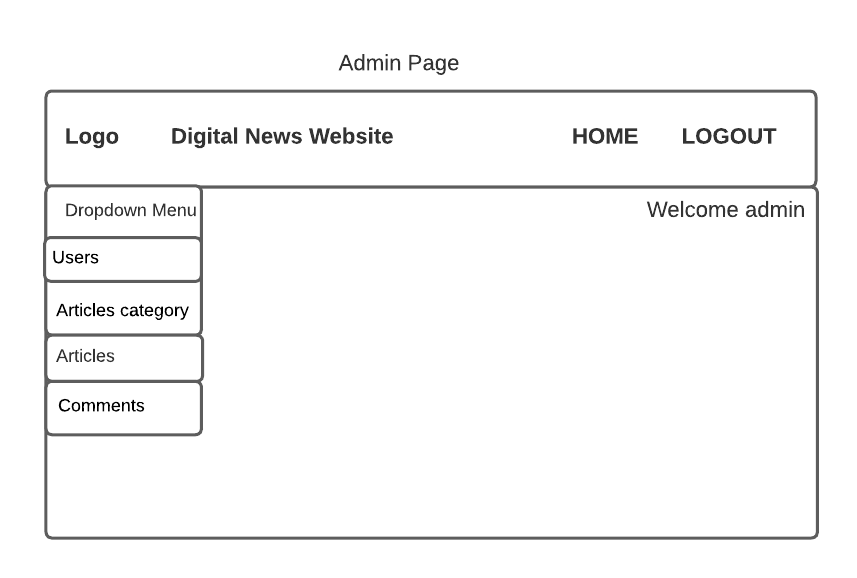 Admin Page
Logo Digital News Website HOME LOGOUT
Dropdown Menu Welcome admin
Users
Articles category
Articles
Comments